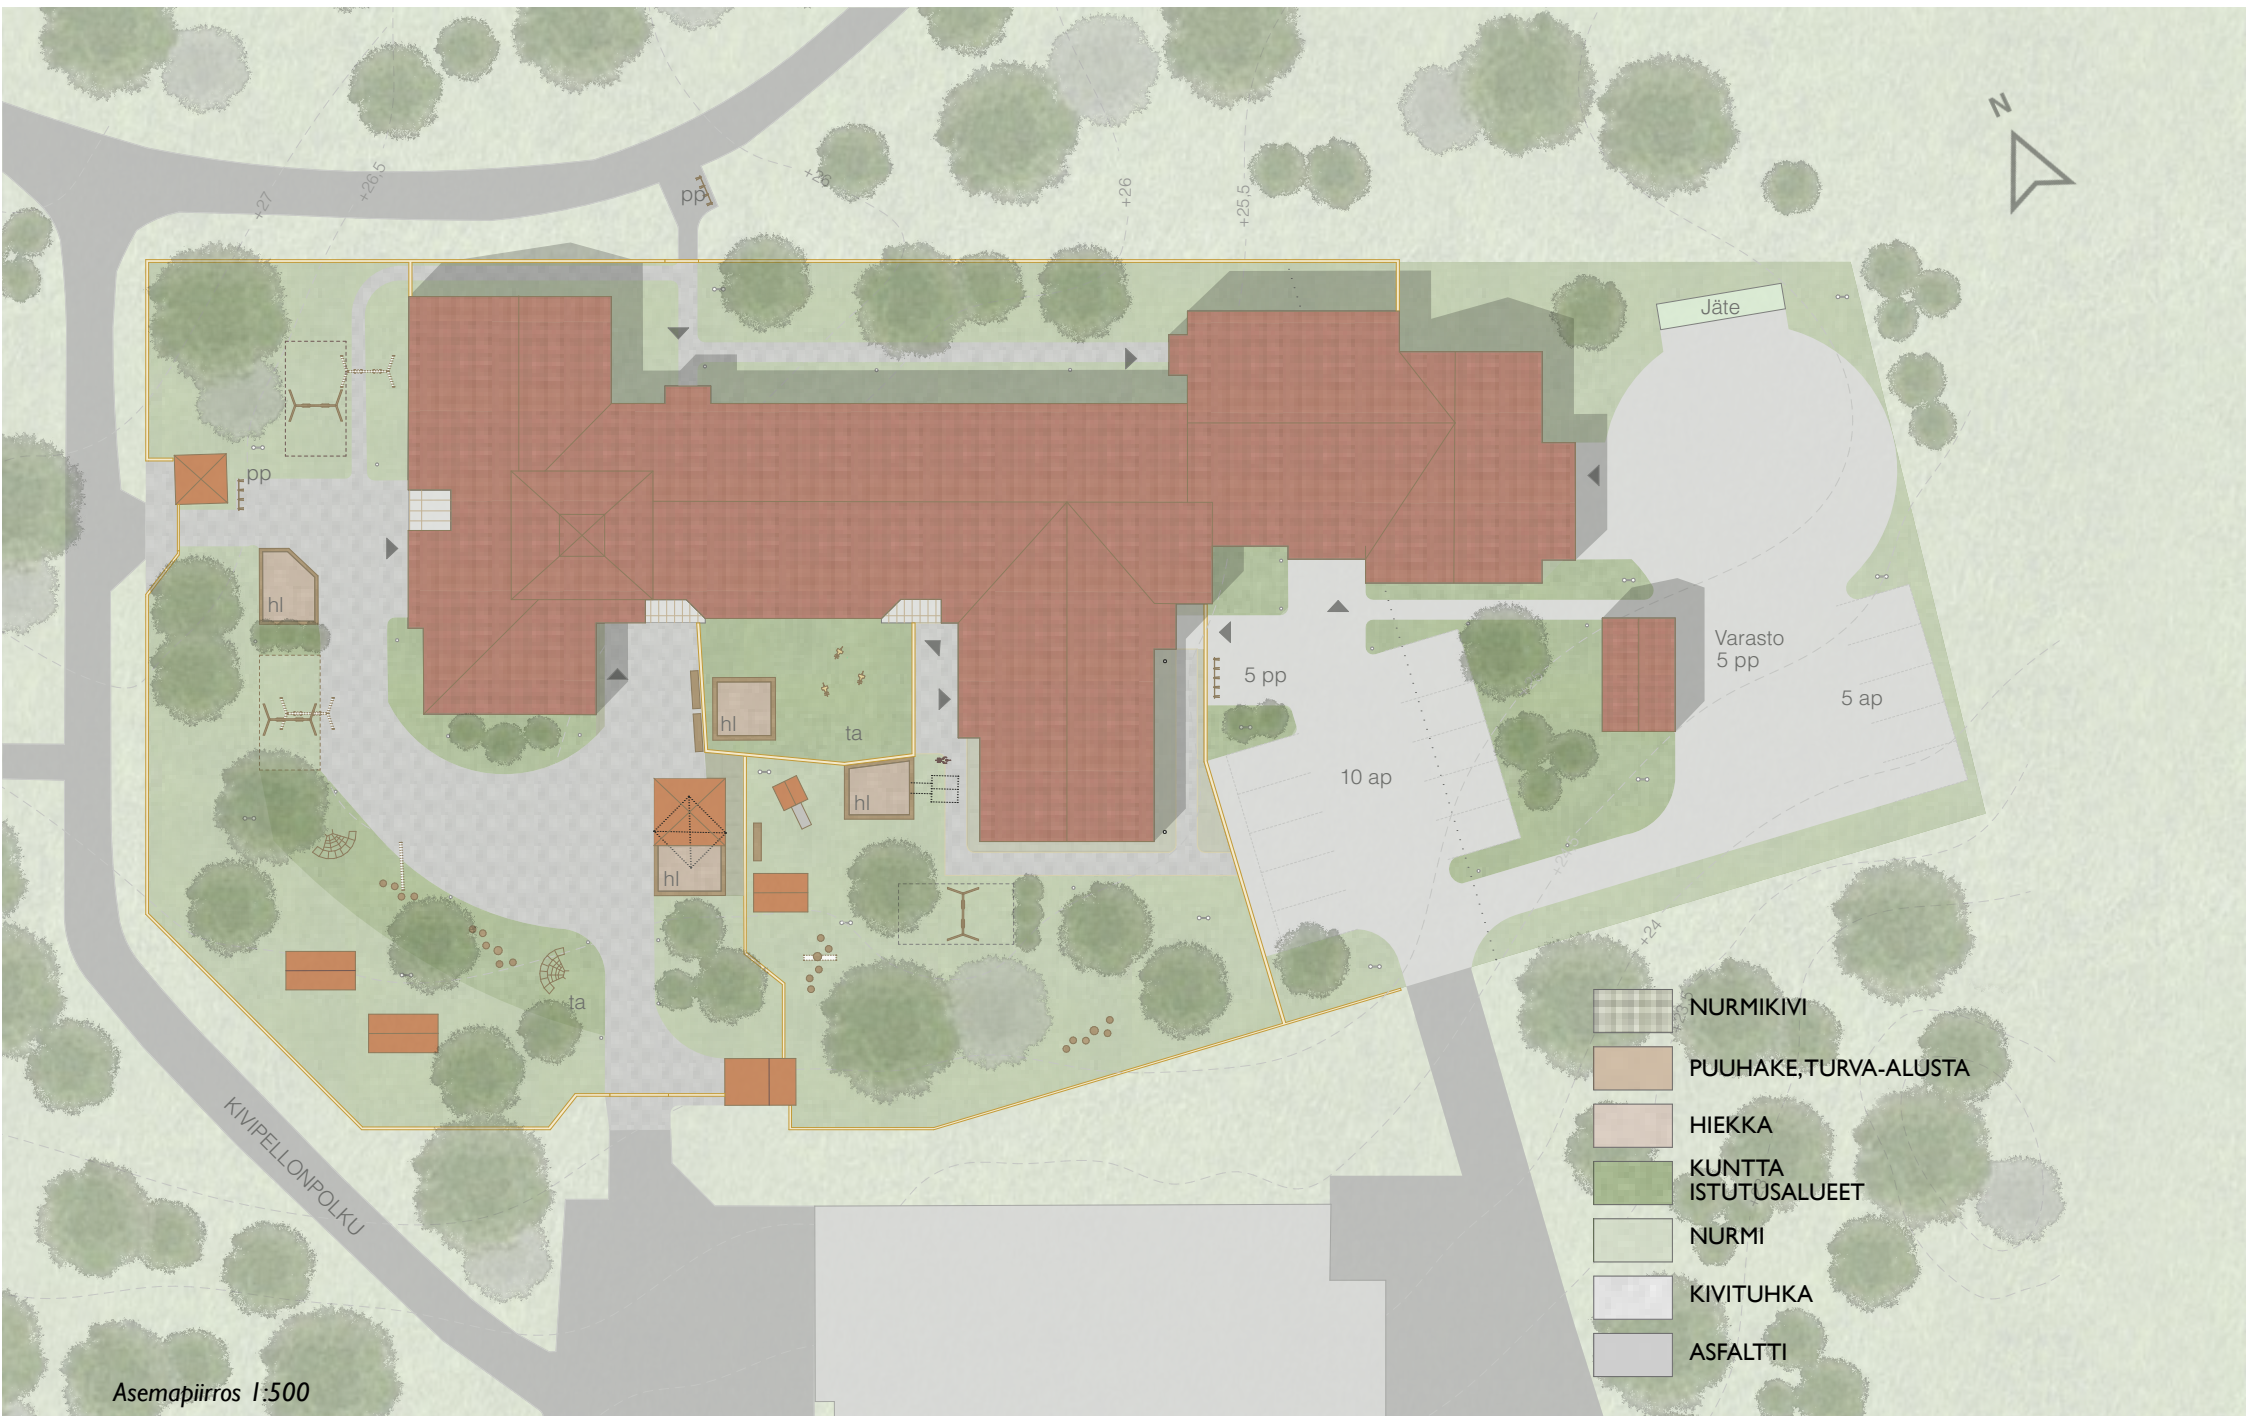 N
pp
+27
+26,5
+26
+26
+25,5
Jäte
pp
hl
Varasto
5 pp
5 pp
5 ap
hl
ta
10 ap
hl
hl
+24
ta
NURMIKIVI
PUUHAKE, TURVA-ALUSTA
HIEKKA
KUNTTA
ISTUTUSALUEET
NURMI
KIVITUHKA
ASFALTTI
KIVIPELLONPOLKU
Asemapiirros 1:500